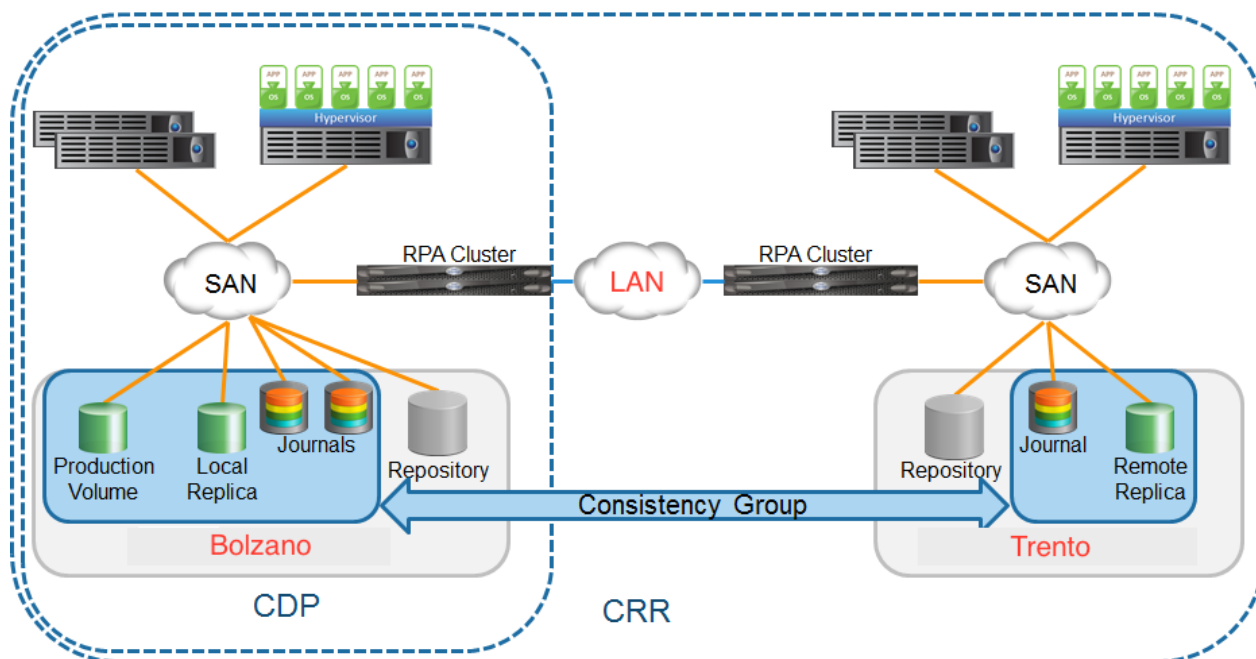 APP APP APP APP APP
OS OS OS OS OS
Hypervisor
APP APP APP APP APP
OS OS OS OS OS
Hypervisor
SAN
RPA Cluster
LAN
RPA Cluster
SAN
Production
Volume
Local
Replica
Journals
Repository
Repository
Journal
Remote
Replica
Consistency Group
Bolzano
Trento
CDP
CRR